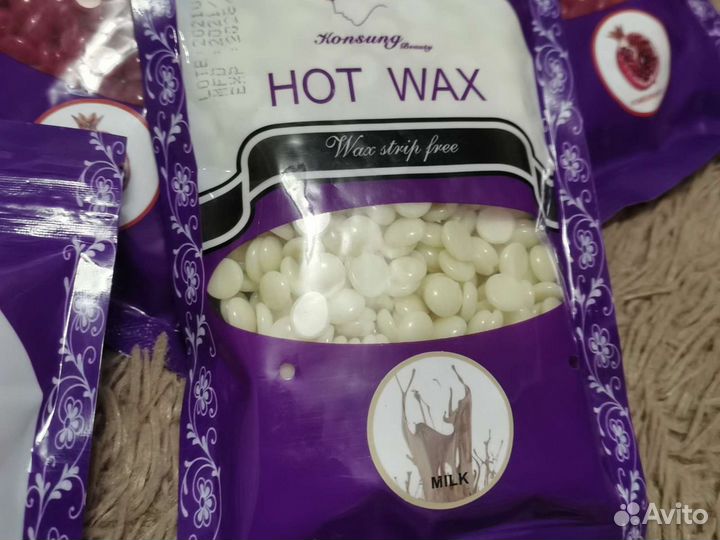 Konsung
Beauty
HOT WAX
Wax strip free
MILK
Avito